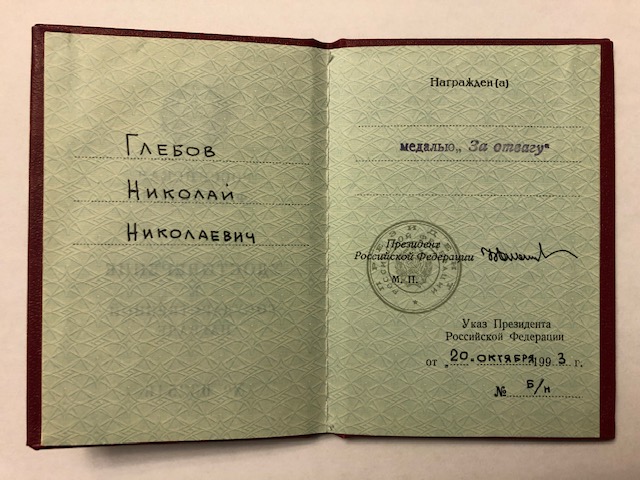 Глебов
Николай
Николаевич
Награжден(а)
медалью „ За отвагу“
Президент
Российской Федерации
М. П.
Указ Президента
Российской Федерации
от „20„ октября 1993 г.
№ Б/н